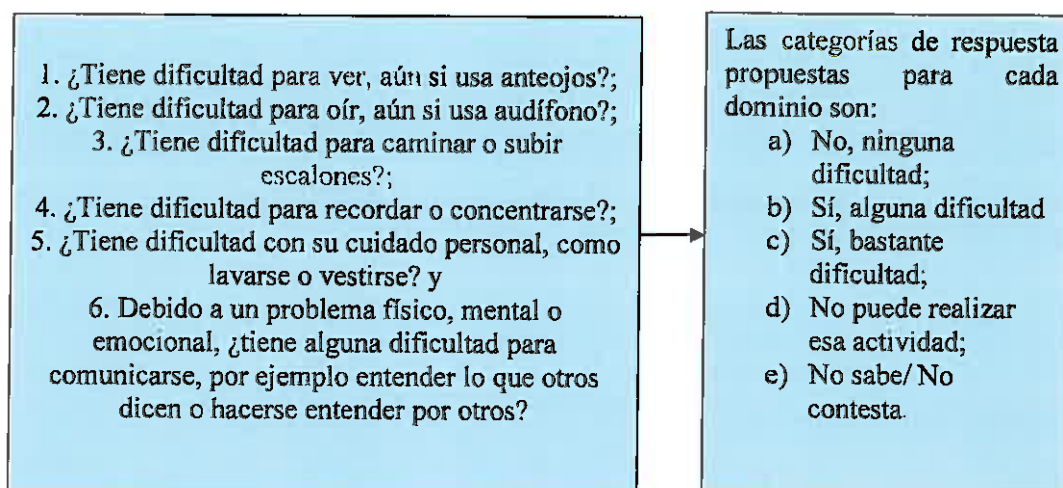 1. ¿Tiene dificultad para ver, aún si usa anteojos?;
2. ¿Tiene dificultad para oír, aún si usa audífono?;
3. ¿Tiene dificultad para caminar o subir
escalones?;
4. ¿Tiene dificultad para recordar o concentrarse?;
5. ¿Tiene dificultad con su cuidado personal, como
lavarse o vestirse? y
6. Debido a un problema físico, mental o
emocional, ¿tiene alguna dificultad para
comunicarse, por ejemplo entender lo que otros
dicen o hacerse entender por otros?
Las categorías de respuesta
propuestas para cada
dominio son:
a) No, ninguna
dificultad;
b) Sí, alguna dificultad
c) Sí, bastante
dificultad;
d) No puede realizar
esa actividad;
e) No sabe/ No
contesta.